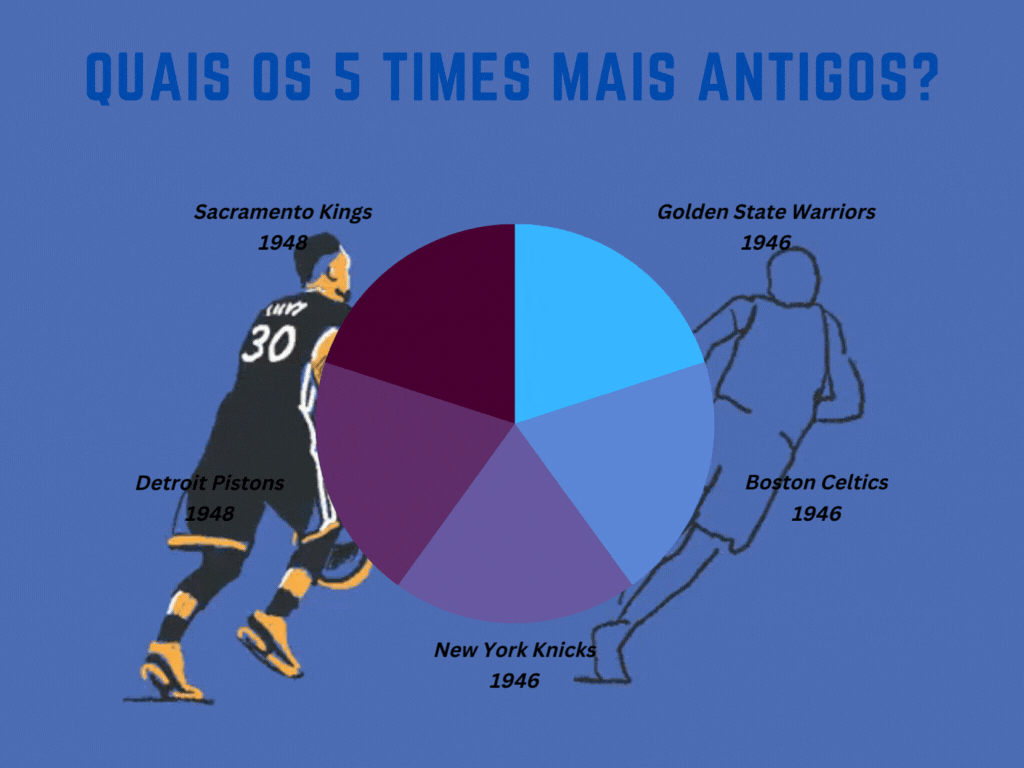 QUAIS OS 5 TIMES MAIS ANTIGOS?
Sacramento Kings
1948
Golden State Warriors
1946
30
Detroit Pistons
1948
Boston Celtics
1946
New York Knicks
1946